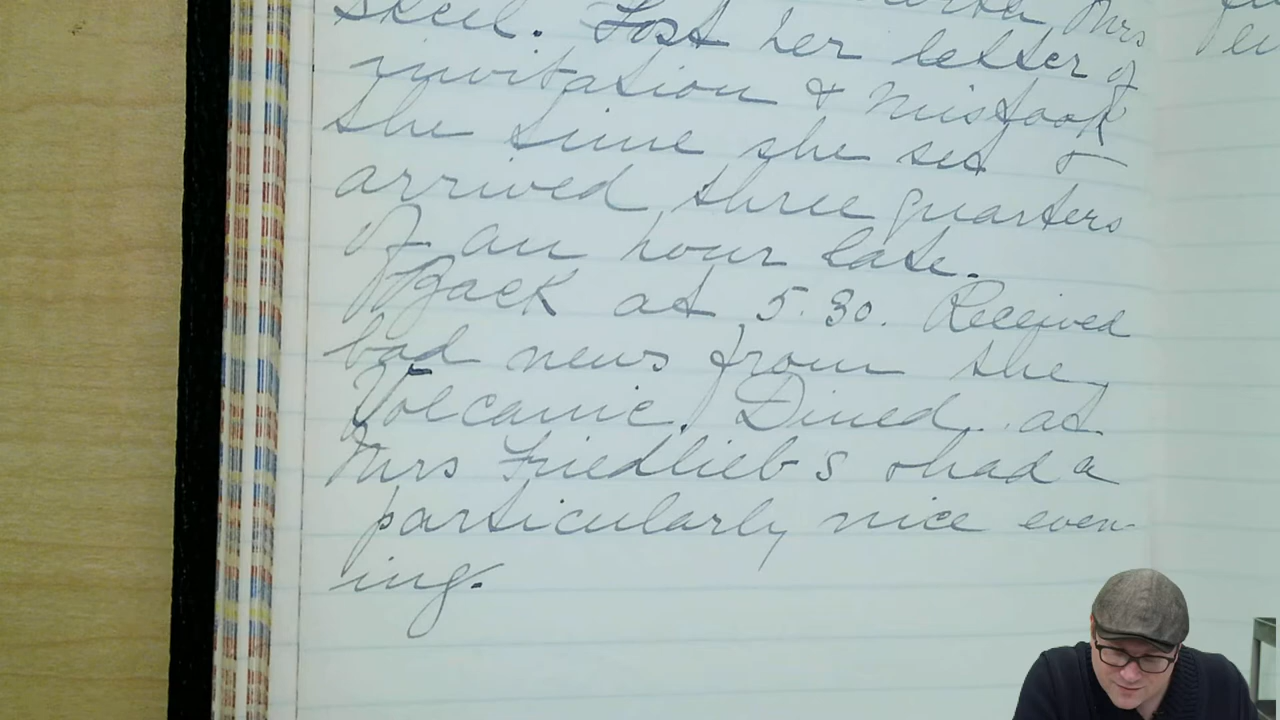 Mrs
Skeel. Lost her letter of
invitation & mistook
the time she set &
arrived three quarters
of an hour late.
Back at 5.30. Received
bad news from the
Volcanic. Dined at
Mrs Friedlieb's & had a
particularly nice even-
ing.